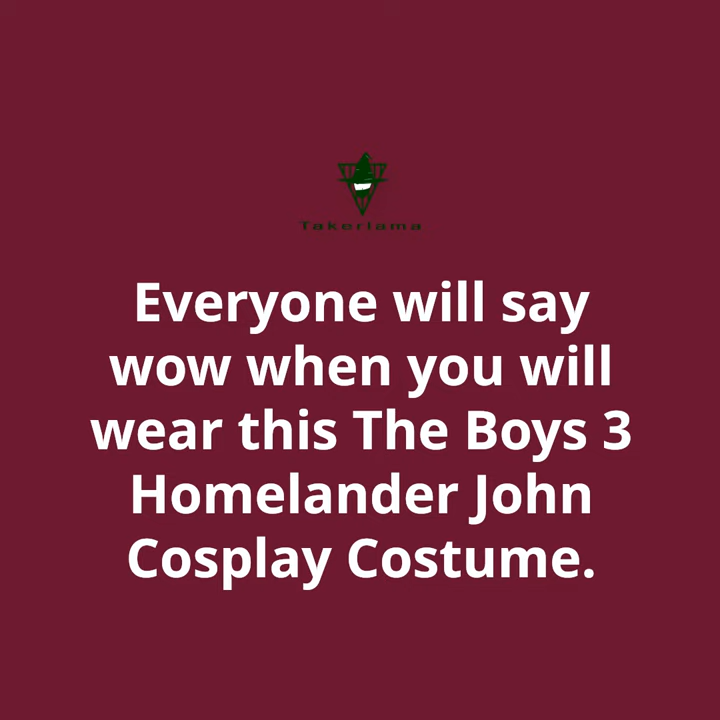 Takerlama
Everyone will say
wow when you will
wear this The Boys 3
Homelander John
Cosplay Costume.